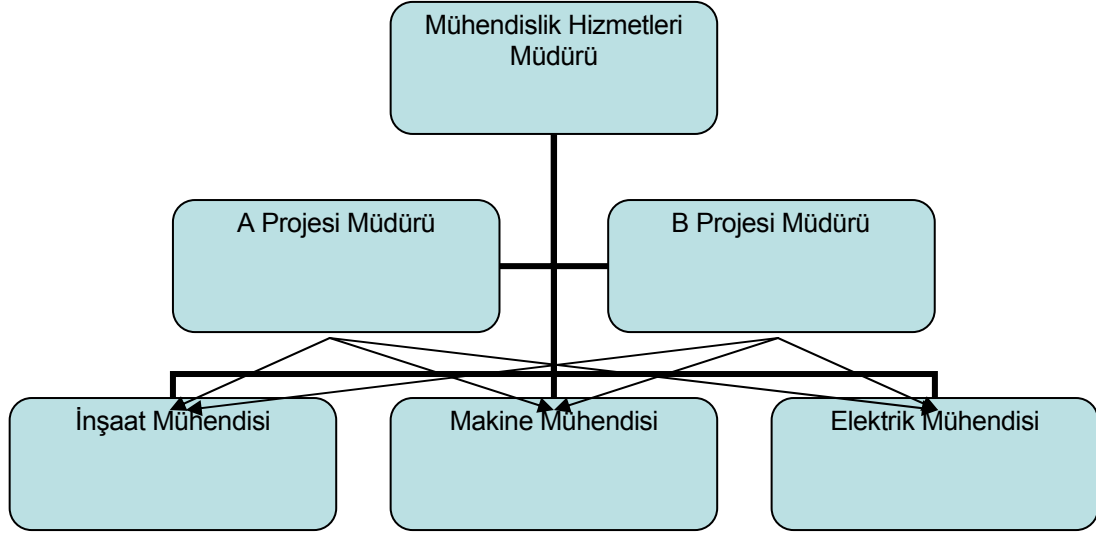 Mühendislik Hizmetleri
Müdürü
A Projesi Müdürü
B Projesi Müdürü
İnşaat Mühendisi
Makine Mühendisi
Elektrik Mühendisi